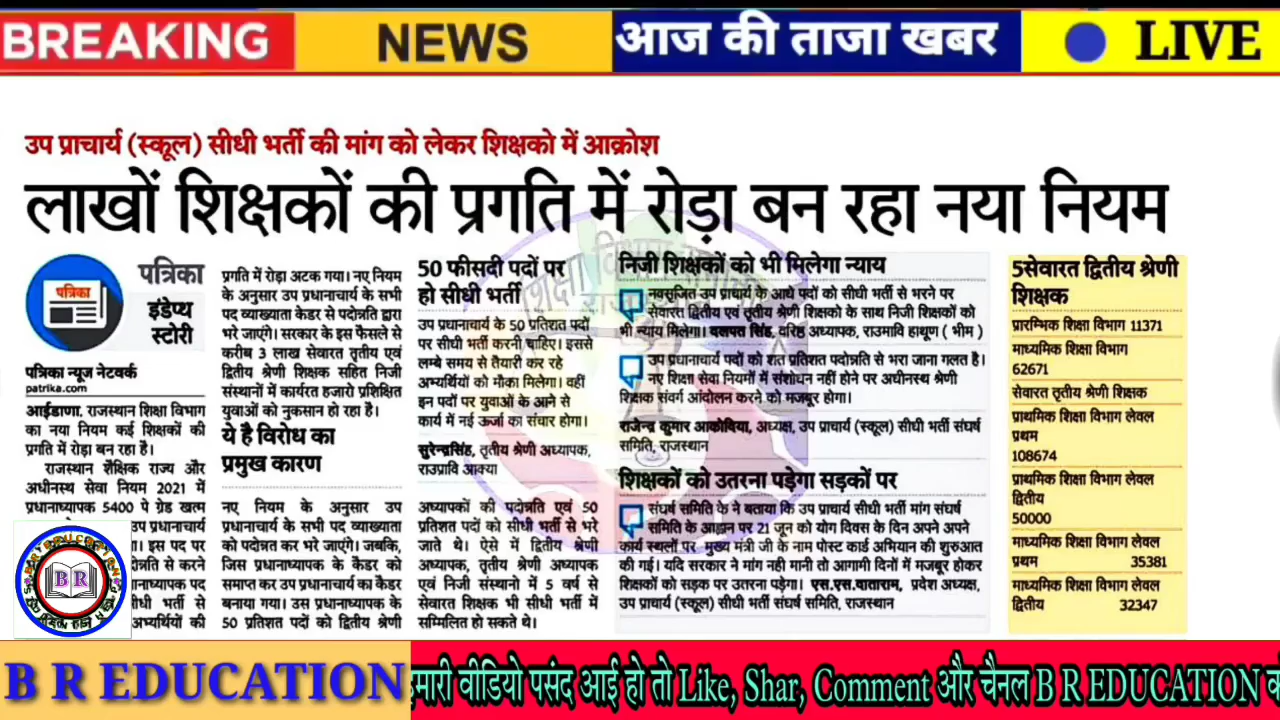 BREAKING NEWS आज की ताजा खबर LIVE
उप प्राचार्य (स्कूल) सीधी भर्ती की मांग को लेकर शिक्षको में आक्रोश
लाखों शिक्षकों की प्रगति में रोड़ा बन रहा नया नियम
पत्रिका
पत्रिका
इंडेप्थ
स्टोरी
पत्रिका न्यूज नेटवर्क
patrika.com
आईडाणा. राजस्थान शिक्षा विभाग
का नया नियम कई शिक्षकों की
प्रगति में रोड़ा बन रहा है।
राजस्थान शैक्षिक राज्य और
अधीनस्थ सेवा नियम 2021 में
प्रधानाध्यापक 5400 पे ग्रेड खत्म
उप प्राचार्य
। इस पद पर
से करने
पद
भर्ती से
अभ्यर्थियों की
प्रगति में रोड़ा अटक गया। नए नियम
के अनुसार उप प्रधानाचार्य के सभी
पद व्याख्याता कैडर से पदोन्नति द्वारा
भरे जाएंगे। सरकार के इस फैसले से
करीब 3 लाख सेवारत तृतीय एवं
द्वितीय श्रेणी शिक्षक सहित निजी
संस्थानों में कार्यरत हजारो प्रशिक्षित
युवाओं को नुकसान हो रहा है।
ये है विरोध का
प्रमुख कारण
नए नियम के अनुसार उप
प्रधानाचार्य के सभी पद व्याख्याता
को पदोन्नत कर भरे जाएंगे। जबकि,
जिस प्रधानाध्यापक के कैडर को
समाप्त कर उप प्रधानाचार्य का कैडर
बनाया गया। उस प्रधानाध्यापक के
50 प्रतिशत पदों को द्वितीय श्रेणी
50 फीसदी पदों पर
हो सीधी भर्ती
उप प्रधानाचार्य के 50 प्रतिशत पदों
पर सीधी भर्ती करनी चाहिए। इससे
लम्बे समय से तैयारी कर रहे
अभ्यर्थियों को मौका मिलेगा। वहीं
इन पदों पर युवाओं के आने से
कार्य में नई ऊर्जा का संचार होगा।
सुरेन्द्रसिंह, तृतीय श्रेणी अध्यापक,
राउप्रावि आक्या
अध्यापकों की पदोन्नति एवं 50
प्रतिशत पदों को सीधी भर्ती से भरे
जाते थे। ऐसे में द्वितीय श्रेणी
अध्यापक, तृतीय श्रेणी अध्यापक
एवं निजी संस्थानो में 5 वर्ष से
सेवारत शिक्षक भी सीधी भर्ती में
सम्मिलित हो सकते थे।
निजी शिक्षकों को भी मिलेगा न्याय
नवसृजित उप प्राचार्य के आधे पदों को सीधी भर्ती से भरने पर
सेवारत द्वितीय एवं तृतीय श्रेणी शिक्षको के साथ निजी शिक्षकों को
भी न्याय मिलेगा। दलपत सिंह, वरिष्ठ अध्यापक, राउमावि हाथूण ( भीम )
उप प्रधानाचार्य पदों को शत प्रतिशत पदोन्नति से भरा जाना गलत है।
नए शिक्षा सेवा नियमों में संशोधन नहीं होने पर अधीनस्थ श्रेणी
शिक्षक संवर्ग आंदोलन करने को मजबूर होगा।
राजेन्द्र कुमार आकोदिया, अध्यक्ष, उप प्राचार्य (स्कूल) सीधी भर्ती संघर्ष
समिति, राजस्थान
शिक्षकों को उतरना पड़ेगा सड़कों पर
संघर्ष समिति के ने बताया कि उप प्राचार्य सीधी भर्ती मांग संघर्ष
समिति के आह्वान पर 21 जून को योग दिवस के दिन अपने अपने
कार्य स्थलों पर मुख्य मंत्री जी के नाम पोस्ट कार्ड अभियान की शुरुआत
की गई। यदि सरकार ने मांग नही मानी तो आगामी दिनों में मजबूर होकर
शिक्षकों को सड़क पर उतरना पड़ेगा। एस.एस.वाताराम, प्रदेश अध्यक्ष,
उप प्राचार्य (स्कूल) सीधी भर्ती संघर्ष समिति, राजस्थान
5सेवारत द्वितीय श्रेणी
शिक्षक
प्रारम्भिक शिक्षा विभाग 11371
माध्यमिक शिक्षा विभाग
62671
सेवारत तृतीय श्रेणी शिक्षक
प्राथमिक शिक्षा विभाग लेवल
प्रथम
108674
प्राथमिक शिक्षा विभाग लेवल
द्वितीय
50000
माध्यमिक शिक्षा विभाग लेवल
प्रथम 35381
माध्यमिक शिक्षा विभाग लेवल
द्वितीय 32347
B R
B R EDUCATION
हमारी वीडियो पसंद आई हो तो Like, Shar, Comment और चैनल B R EDUCATION